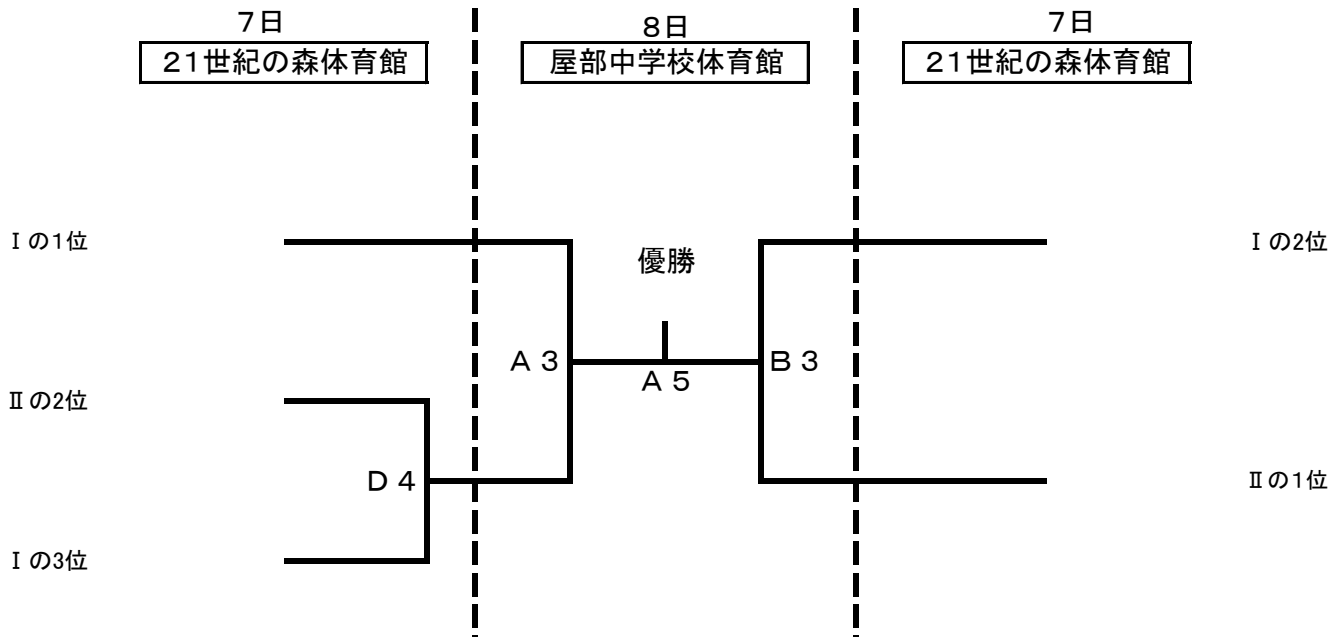 7日
21世紀の森体育館
8日
屋部中学校体育館
7日
21世紀の森体育館
Ⅰの1位
優勝
Ⅰの2位
A3
B3
A5
Ⅱの2位
D4
Ⅱの1位
Ⅰの3位